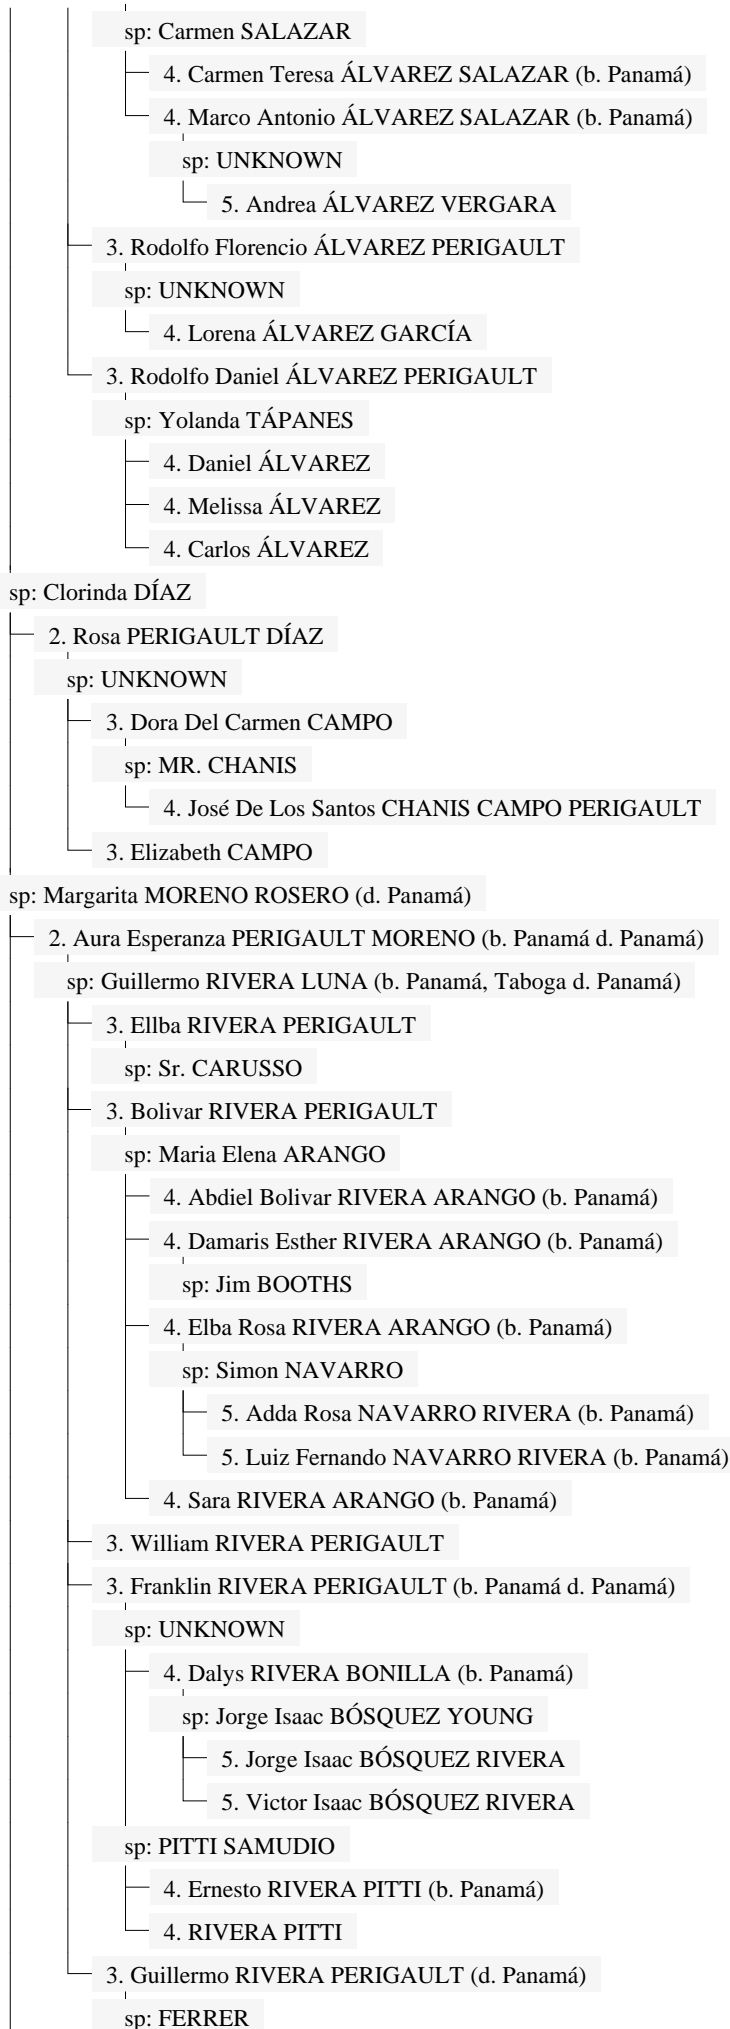 sp: Carmen SALAZAR
4. Carmen Teresa ÁLVAREZ SALAZAR (b. Panamá)
4. Marco Antonio ÁLVAREZ SALAZAR (b. Panamá)
sp: UNKNOWN
5. Andrea ÁLVAREZ VERGARA
3. Rodolfo Florencio ÁLVAREZ PERIGAULT
sp: UNKNOWN
4. Lorena ÁLVAREZ GARCÍA
3. Rodolfo Daniel ÁLVAREZ PERIGAULT
sp: Yolanda TÁPANES
4. Daniel ÁLVAREZ
4. Melissa ÁLVAREZ
4. Carlos ÁLVAREZ
sp: Clorinda DÍAZ
2. Rosa PERIGAULT DÍAZ
sp: UNKNOWN
3. Dora Del Carmen CAMPO
sp: MR. CHANIS
4. José De Los Santos CHANIS CAMPO PERIGAULT
3. Elizabeth CAMPO
sp: Margarita MORENO ROSERO (d. Panamá)
2. Aura Esperanza PERIGAULT MORENO (b. Panamá d. Panamá)
sp: Guillermo RIVERA LUNA (b. Panamá, Taboga d. Panamá)
3. Ellba RIVERA PERIGAULT
sp: Sr. CARUSSO
3. Bolivar RIVERA PERIGAULT
sp: Maria Elena ARANGO
4. Abdiel Bolivar RIVERA ARANGO (b. Panamá)
4. Damaris Esther RIVERA ARANGO (b. Panamá)
sp: Jim BOOTHS
4. Elba Rosa RIVERA ARANGO (b. Panamá)
sp: Simon NAVARRO
5. Adda Rosa NAVARRO RIVERA (b. Panamá)
5. Luiz Fernando NAVARRO RIVERA (b. Panamá)
4. Sara RIVERA ARANGO (b. Panamá)
3. William RIVERA PERIGAULT
3. Franklin RIVERA PERIGAULT (b. Panamá d. Panamá)
sp: UNKNOWN
4. Dalys RIVERA BONILLA (b. Panamá)
sp: Jorge Isaac BÓSQUEZ YOUNG
5. Jorge Isaac BÓSQUEZ RIVERA
5. Victor Isaac BÓSQUEZ RIVERA
sp: PITTI SAMUDIO
4. Ernesto RIVERA PITTI (b. Panamá)
4. RIVERA PITTI
3. Guillermo RIVERA PERIGAULT (d. Panamá)
sp: FERRER